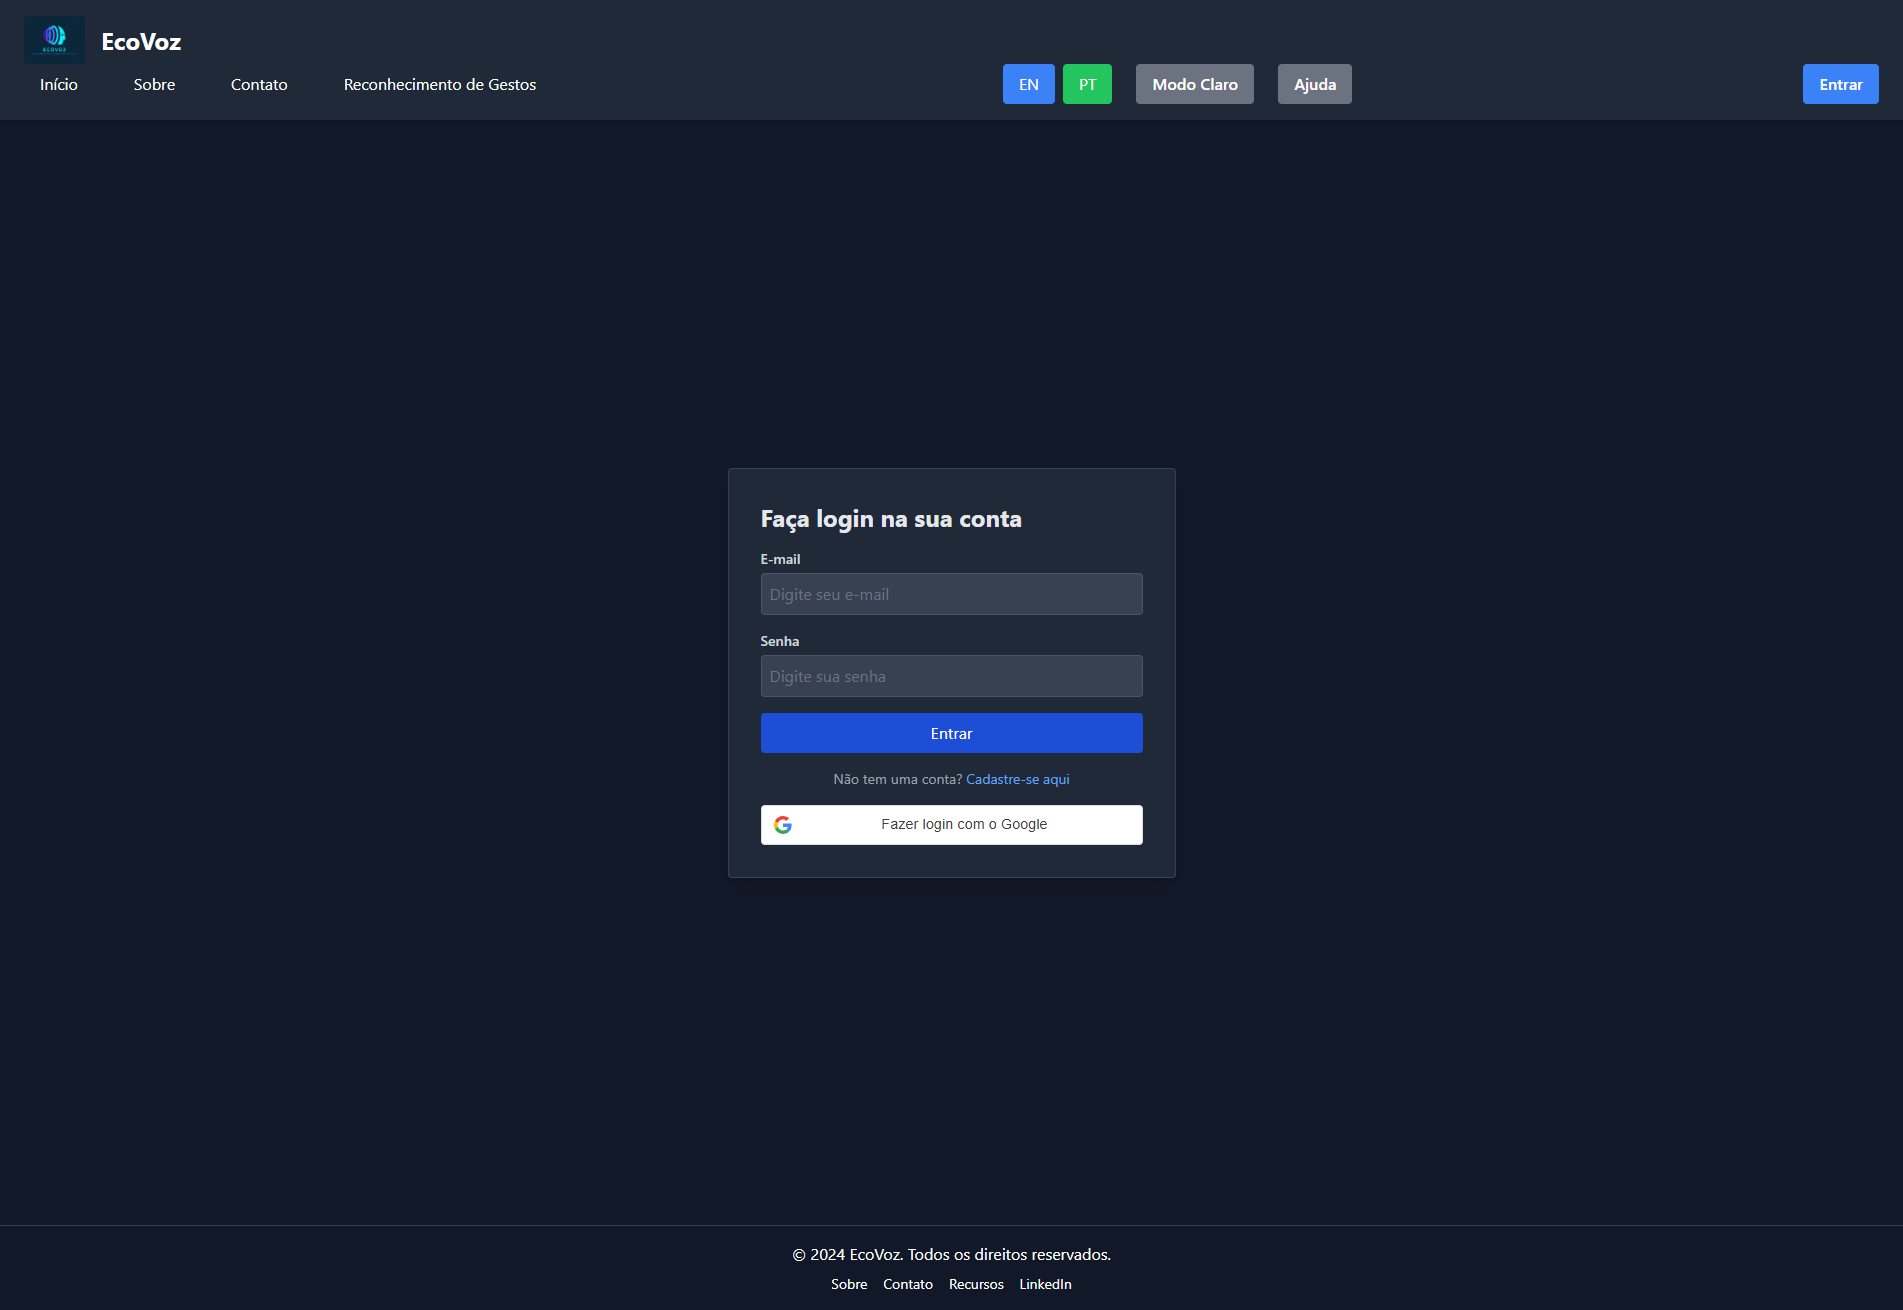 ECOVOZ
EcoVoz
Início Sobre Contato Reconhecimento de Gestos EN PT Modo Claro Ajuda Entrar
Faça login na sua conta
E-mail
Digite seu e-mail
Senha
Digite sua senha
Entrar
Não tem uma conta? Cadastre-se aqui
Fazer login com o Google
© 2024 EcoVoz. Todos os direitos reservados.
Sobre Contato Recursos LinkedIn